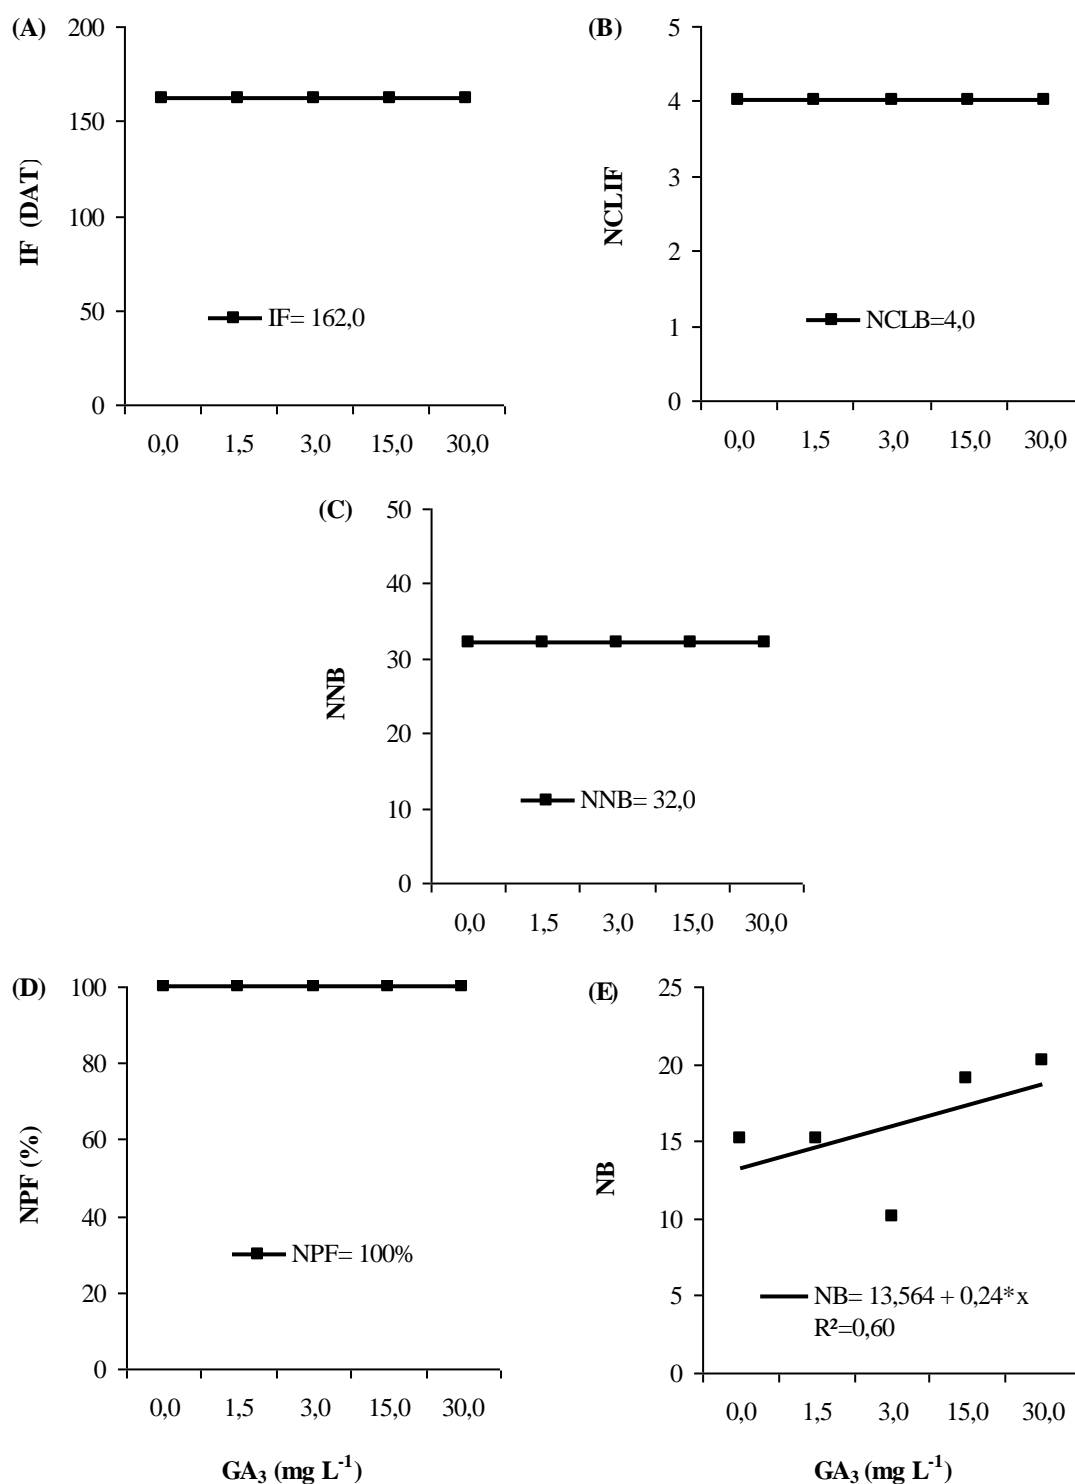 (A)
200
150
100
50
0
IF (DAT)
IF= 162,0
0,0 1,5 3,0 15,0 30,0
(B)
5
4
3
2
1
0
NCLIF
NCLB=4,0
0,0 1,5 3,0 15,0 30,0
(C)
50
40
30
20
10
0
NNB
NNB= 32,0
0,0 1,5 3,0 15,0 30,0
(D)
100
80
60
40
20
0
NPF (%)
NPF= 100%
0,0 1,5 3,0 15,0 30,0
GA₃ (mg L⁻¹)
(E)
25
20
15
10
5
0
NB
NB= 13,564 + 0,24*x
R²=0,60
0,0 1,5 3,0 15,0 30,0
GA₃ (mg L⁻¹)